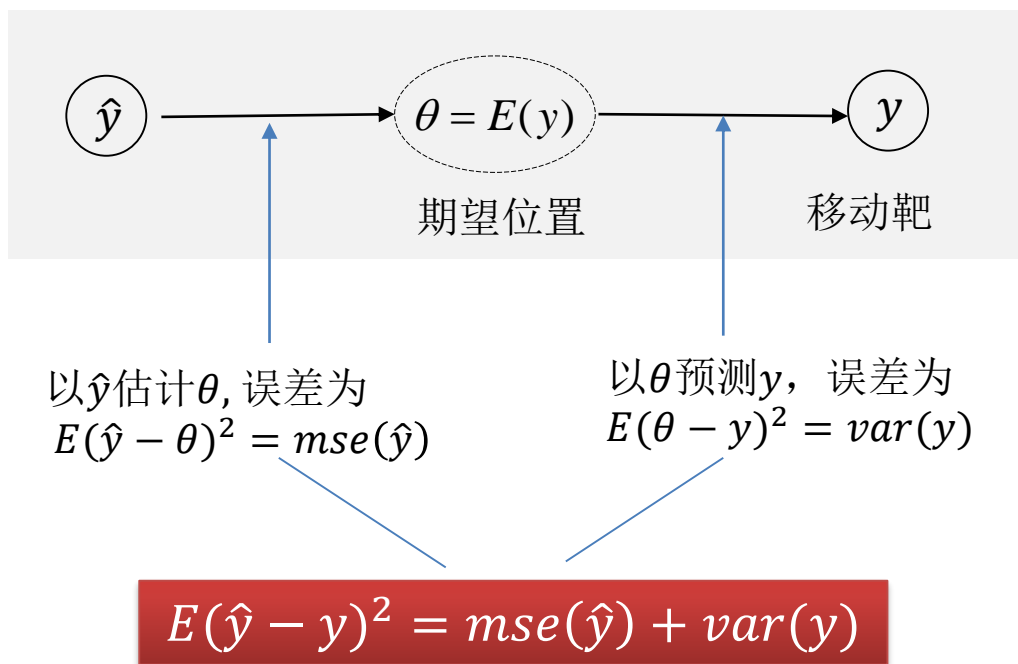 ŷ
θ = E(y)
y
期望位置
移动靶
以ŷ估计θ, 误差为
E(ŷ − θ)² = mse(ŷ)
以θ预测y，误差为
E(θ − y)² = var(y)
E(ŷ − y)² = mse(ŷ) + var(y)